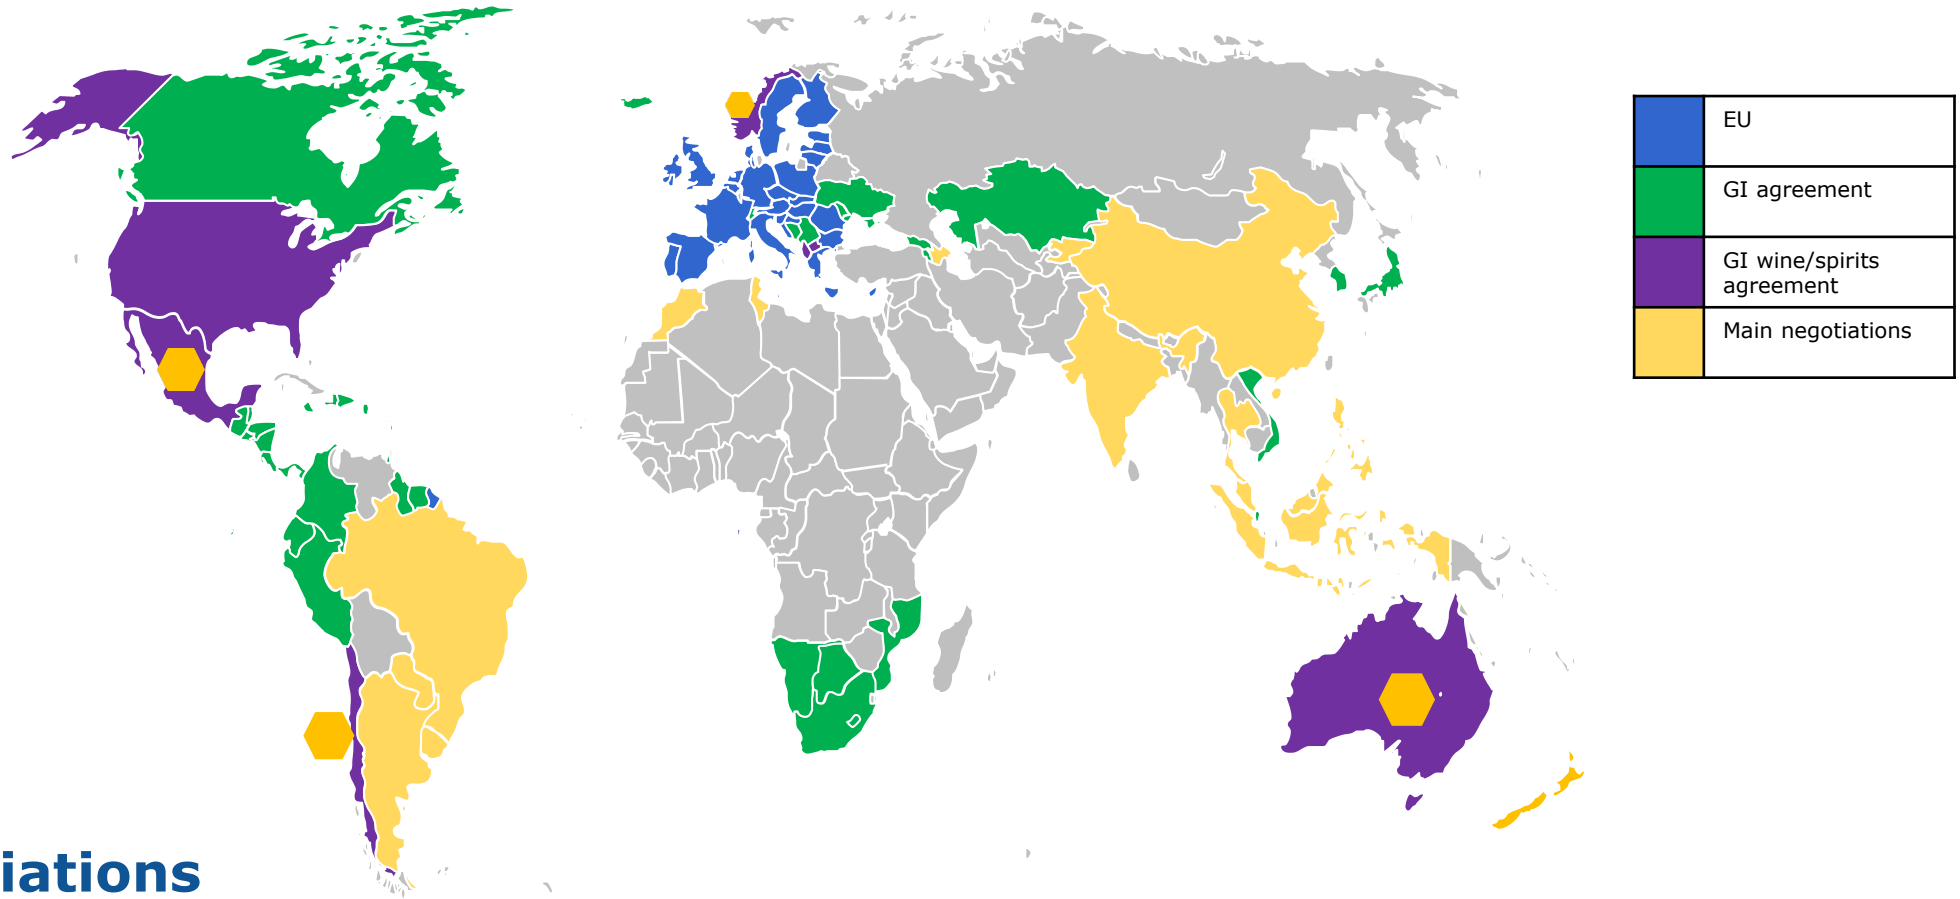 EU
GI agreement
GI wine/spirits
agreement
Main negotiations
iations